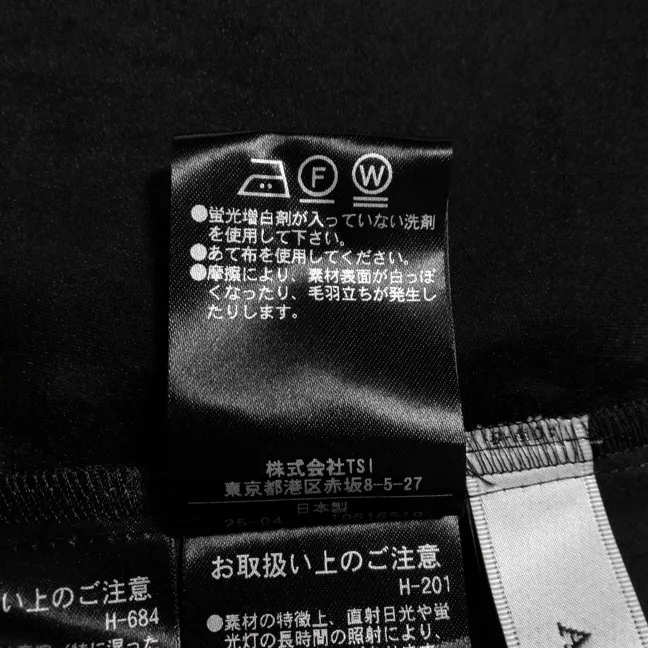 F W
●蛍光増白剤が入っていない洗剤
を使用して下さい。
●あて布を使用してください。
●摩擦により、素材表面が白っぽ
くなったり、毛羽立ちが発生し
たりします。
株式会社TSI
東京都港区赤坂8-5-27
日本製
25-04
お取扱い上のご注意
H-201
●素材の特徴上、直射日光や蛍
光灯の長時間の照射により、
い上のご注意
H-684
A